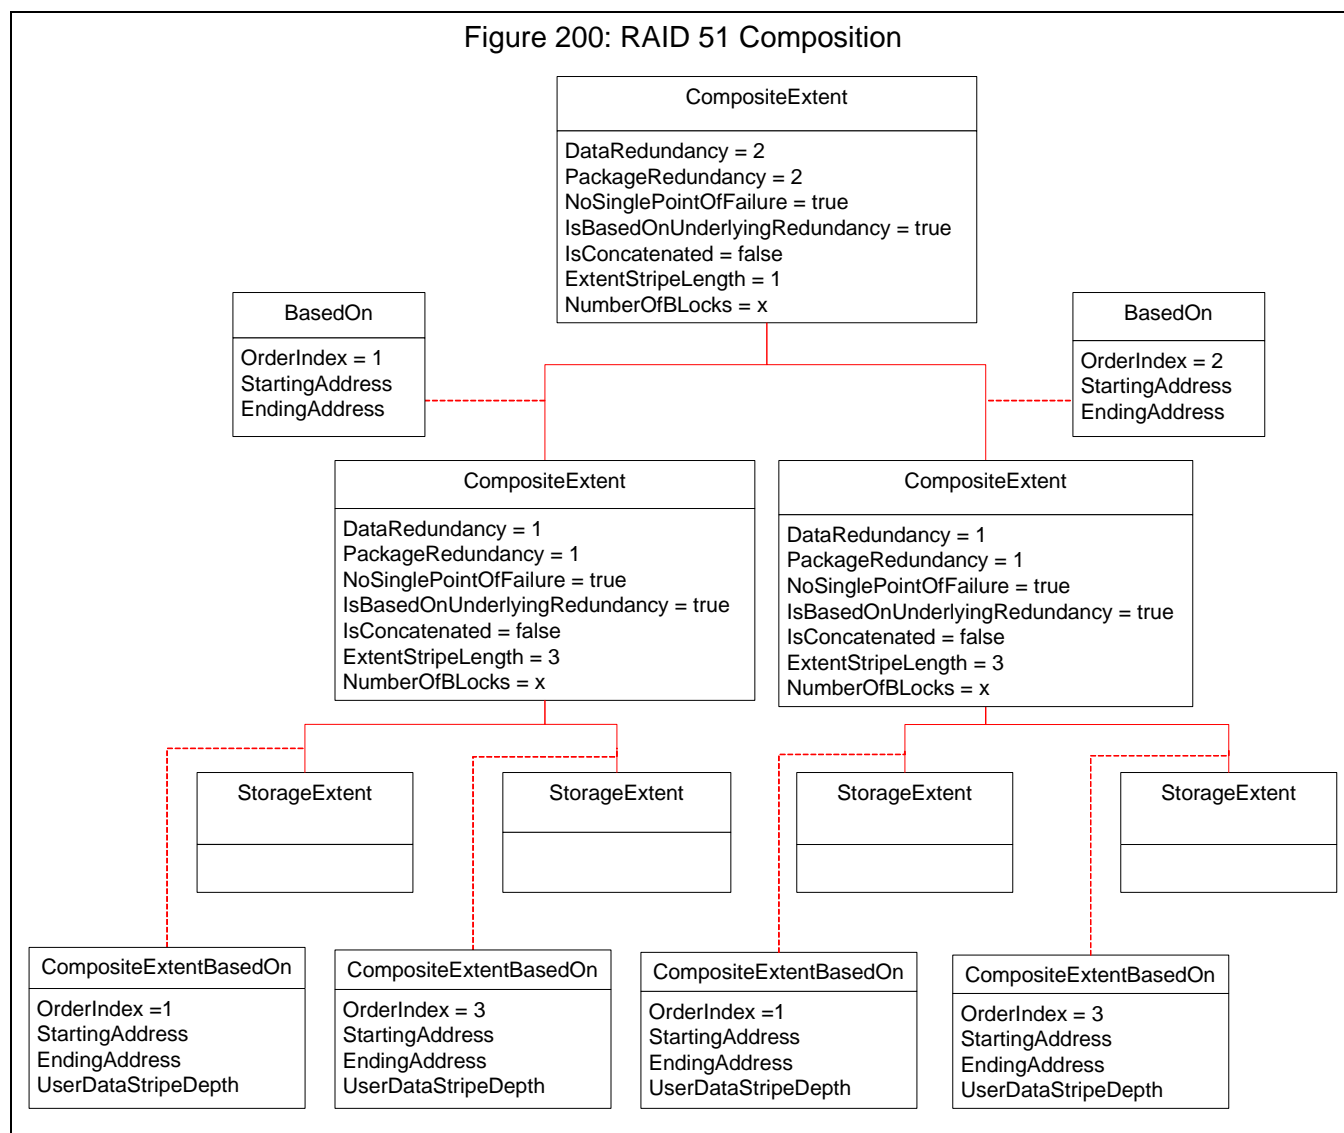 Figure 200: RAID 51 Composition
CompositeExtent
DataRedundancy = 2
PackageRedundancy = 2
NoSinglePointOfFailure = true
IsBasedOnUnderlyingRedundancy = true
IsConcatenated = false
ExtentStripeLength = 1
NumberOfBLocks = x
BasedOn
OrderIndex = 1
StartingAddress
EndingAddress
BasedOn
OrderIndex = 2
StartingAddress
EndingAddress
CompositeExtent
DataRedundancy = 1
PackageRedundancy = 1
NoSinglePointOfFailure = true
IsBasedOnUnderlyingRedundancy = true
IsConcatenated = false
ExtentStripeLength = 3
NumberOfBLocks = x
CompositeExtent
DataRedundancy = 1
PackageRedundancy = 1
NoSinglePointOfFailure = true
IsBasedOnUnderlyingRedundancy = true
IsConcatenated = false
ExtentStripeLength = 3
NumberOfBLocks = x
StorageExtent
StorageExtent
StorageExtent
StorageExtent
CompositeExtentBasedOn
OrderIndex =1
StartingAddress
EndingAddress
UserDataStripeDepth
CompositeExtentBasedOn
OrderIndex = 3
StartingAddress
EndingAddress
UserDataStripeDepth
CompositeExtentBasedOn
OrderIndex =1
StartingAddress
EndingAddress
UserDataStripeDepth
CompositeExtentBasedOn
OrderIndex = 3
StartingAddress
EndingAddress
UserDataStripeDepth